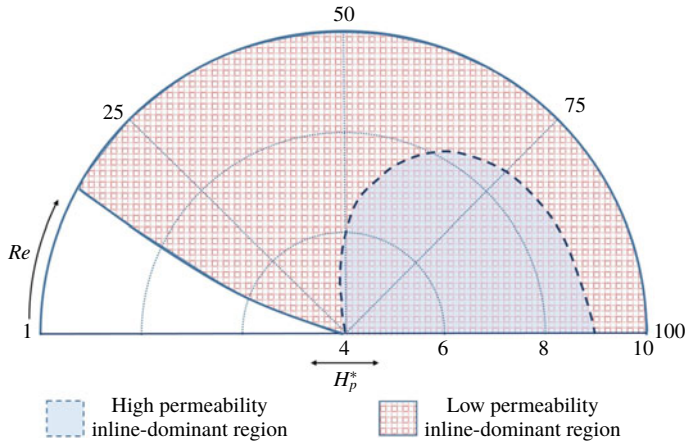 50
25
75
Re
1
4
6
8
10
100
H*p
High permeability
inline-dominant region
Low permeability
inline-dominant region